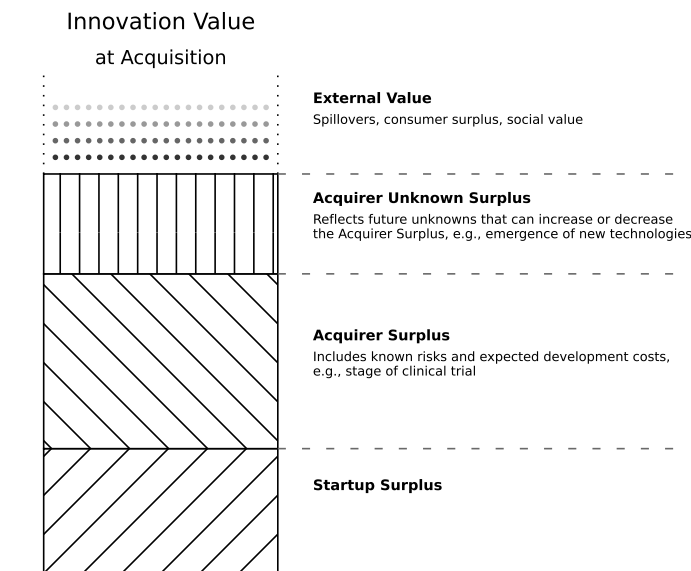 Innovation Value
at Acquisition
External Value
Spillovers, consumer surplus, social value
Acquirer Unknown Surplus
Reflects future unknowns that can increase or decrease
the Acquirer Surplus, e.g., emergence of new technologies
Acquirer Surplus
Includes known risks and expected development costs,
e.g., stage of clinical trial
Startup Surplus